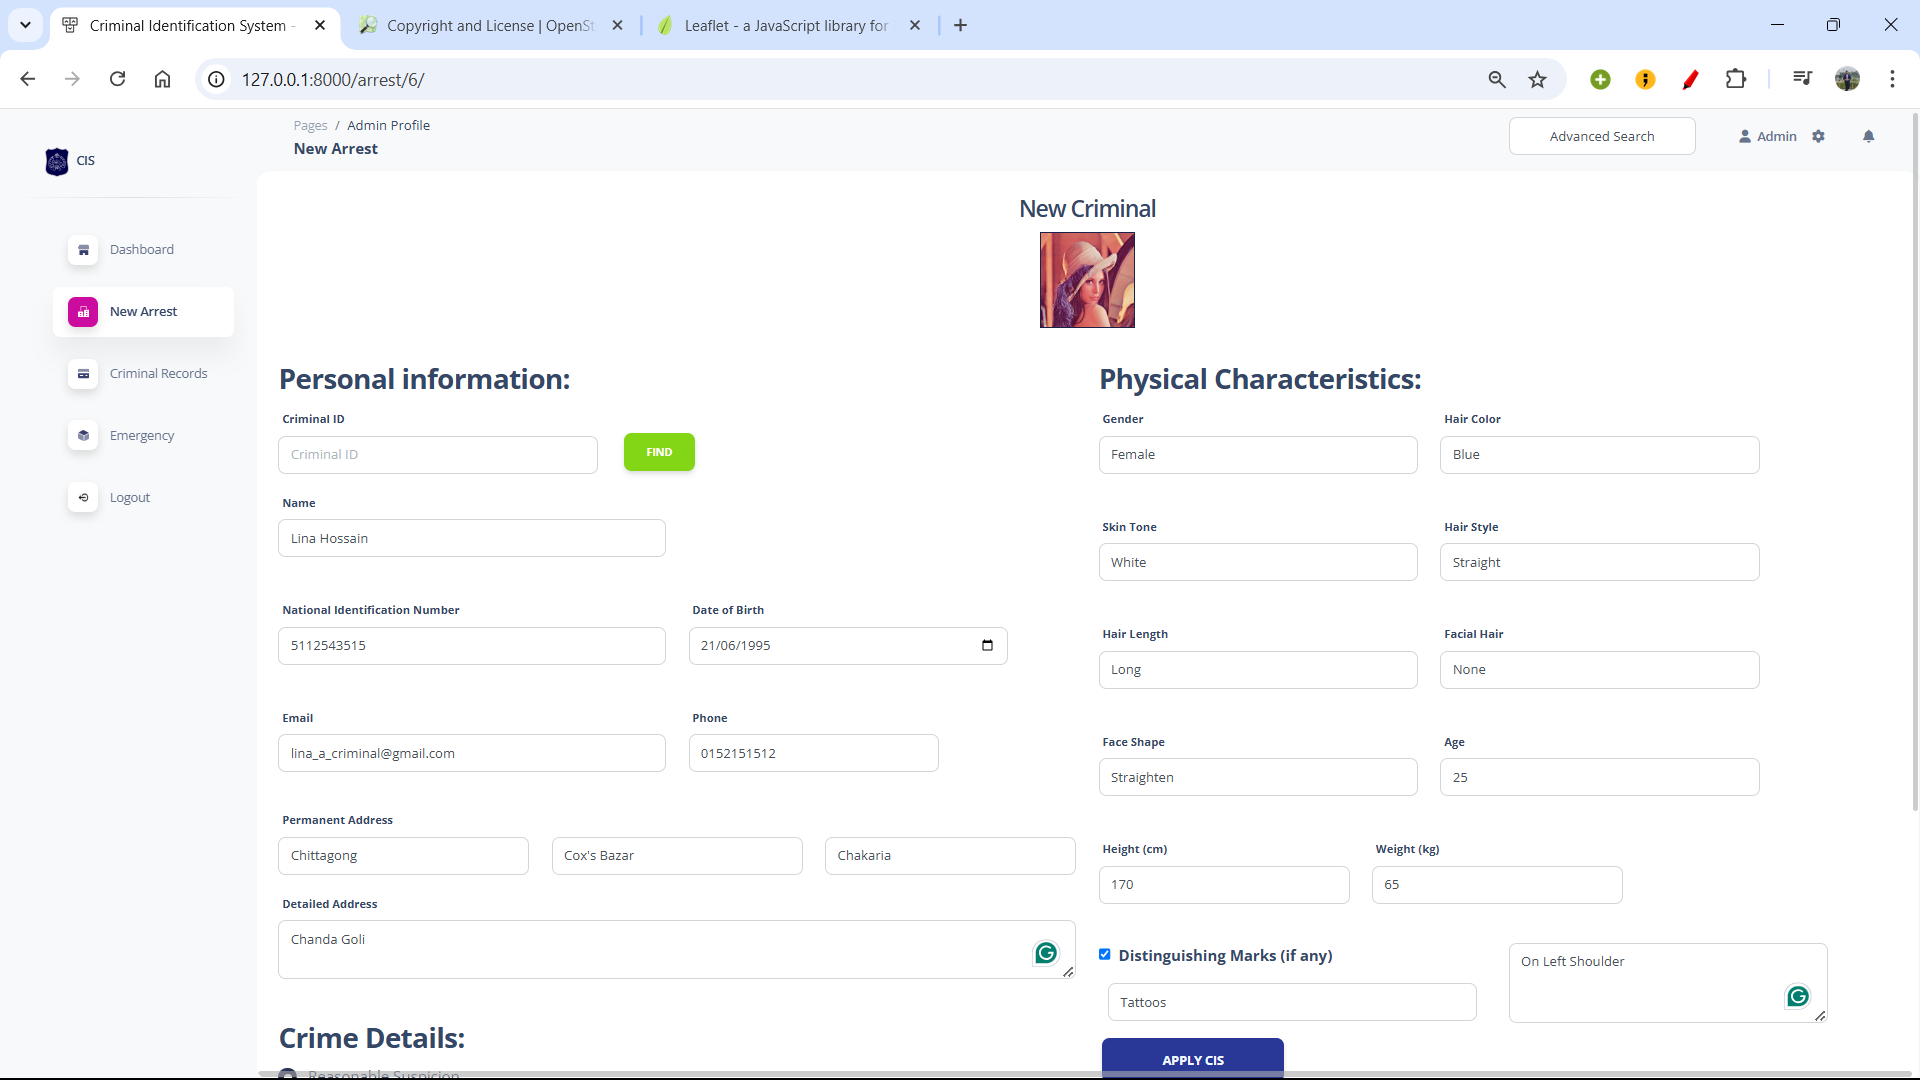 Criminal Identification System -
Copyright and License | OpenSt
Leaflet - a JavaScript library for
127.0.0.1:8000/arrest/6/
Pages / Admin Profile
New Arrest
Advanced Search
Admin
CIS
Dashboard
New Arrest
Criminal Records
Emergency
Logout
New Criminal
Personal information:
Criminal ID
Criminal ID
FIND
Name
Lina Hossain
National Identification Number
Date of Birth
5112543515
21/06/1995
Email
Phone
lina_a_criminal@gmail.com
0152151512
Permanent Address
Chittagong
Cox's Bazar
Chakaria
Detailed Address
Chanda Goli
Crime Details:
Reasonable Suspicion
Physical Characteristics:
Gender
Hair Color
Female
Blue
Skin Tone
Hair Style
White
Straight
Hair Length
Facial Hair
Long
None
Face Shape
Age
Straighten
25
Height (cm)
Weight (kg)
170
65
Distinguishing Marks (if any)
On Left Shoulder
Tattoos
APPLY CIS